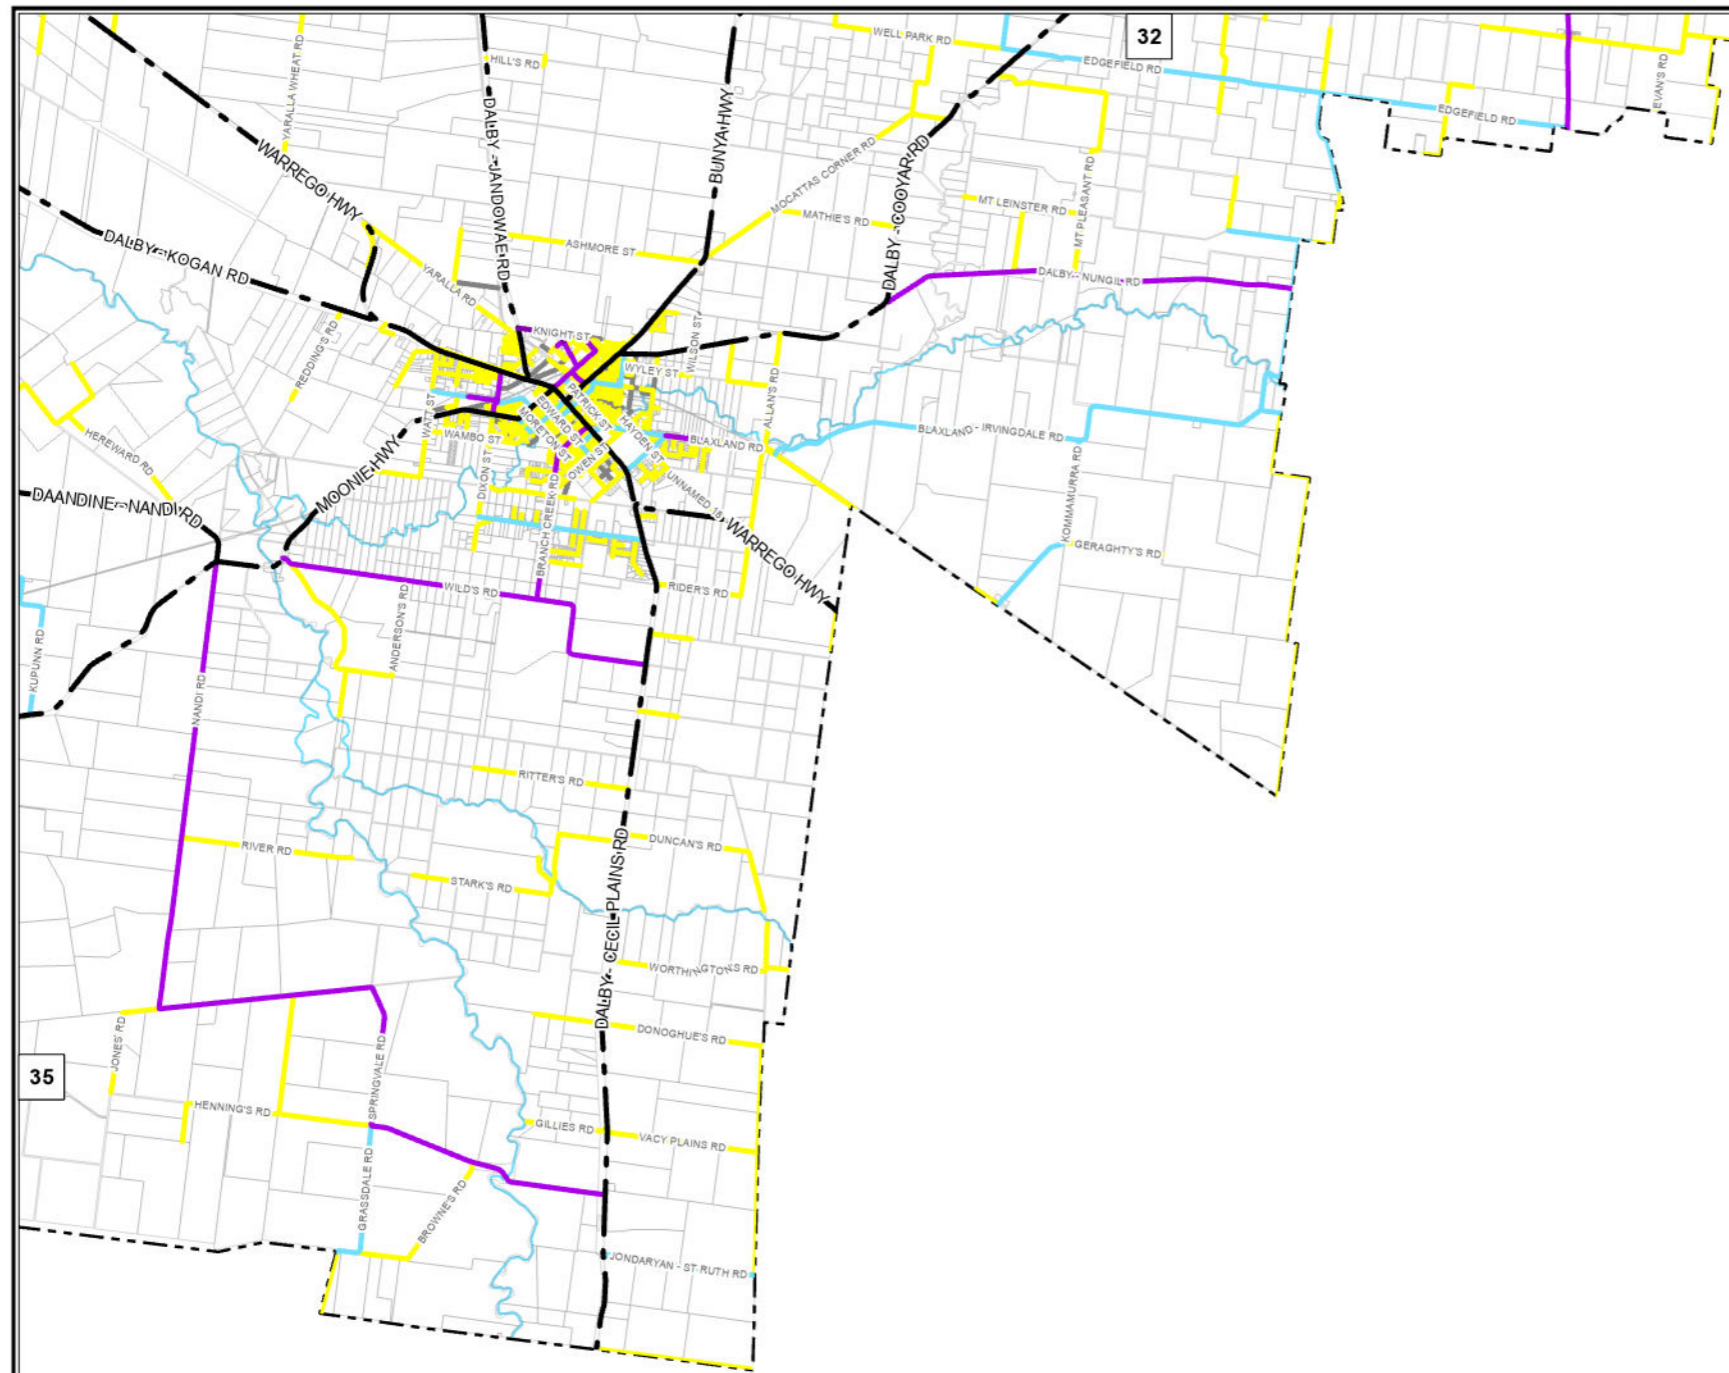 32
WELL PARK RD
EDGEFIELD RD
EDGEFIELD RD
EVAN'S RD
YARALLA WHEAT RD
HILL'S RD
DALBY - JANDOWAE RD
BUNYA HWY
WARREGO HWY
MOCATTAS CORNER RD
MATHIE'S RD
DALBY - COOYAR RD
MT LEINSTER RD
MT PLEASANT RD
DALBY - KOGAN RD
ASHMORE ST
YARALLA RD
DALBY - NUNGIL RD
REDDING'S RD
KNIGHT ST
WILSON ST
WYLEY ST
PATRICK ST
EDWARD ST
MORETON ST
HAYDEN ST
OWEN ST
WATT ST
WAMBO ST
DIXON ST
ALLAN'S RD
BLAXLAND RD
BLAXLAND - IRVINGDALE RD
KOMMAMURRA RD
GERAGHTY'S RD
HEREWARD RD
MOONIE HWY
DAANDINE - NANDI RD
BRANCH CREEK RD
UNNAMED 15
WARREGO HWY
RIDER'S RD
WILD'S RD
ANDERSON'S RD
KUPUNN RD
NANDI RD
RITTER'S RD
DUNCAN'S RD
RIVER RD
STARK'S RD
DALBY - CECIL PLAINS RD
WORTHINGTON'S RD
DONOGHUE'S RD
JONES' RD
SPRINGVALE RD
35
HENNING'S RD
GILLIES RD
VACY PLAINS RD
GRASSDALE RD
BROWNE'S RD
JONDARYAN - ST RUTH RD